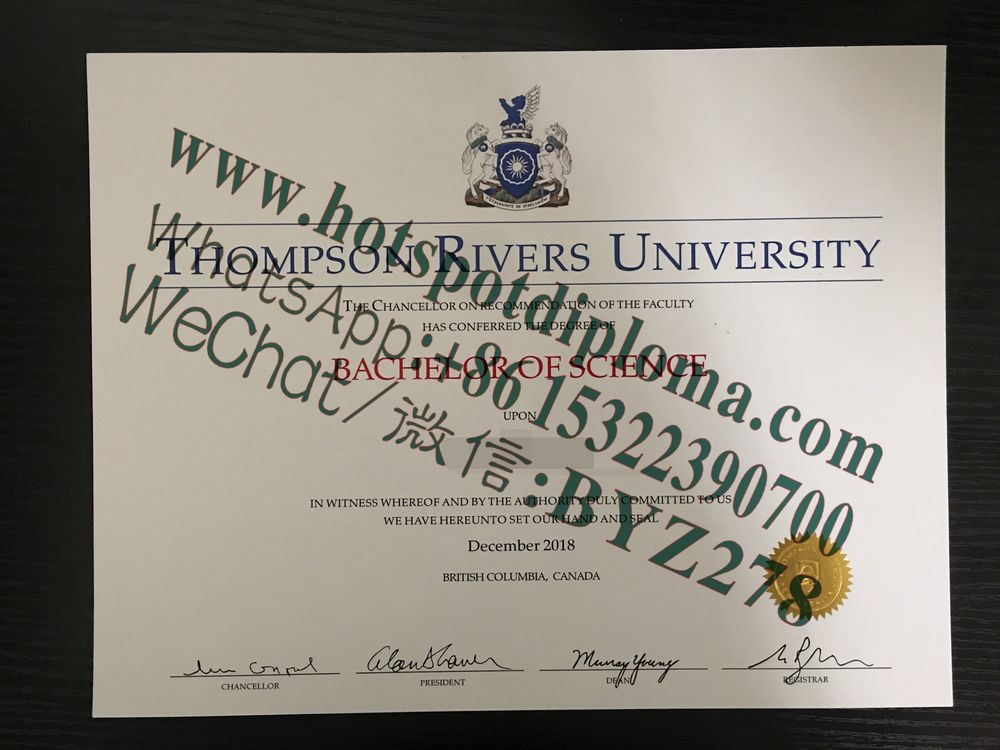 THOMPSON RIVERS UNIVERSITY
THE CHANCELLOR ON RECOMMENDATION OF THE FACULTY
HAS CONFERRED THE DEGREE OF
BACHELOR OF SCIENCE
UPON
IN WITNESS WHEREOF AND BY THE AUTHORITY DULY COMMITTED TO US
WE HAVE HEREUNTO SET OUR HAND AND SEAL
December 2018
BRITISH COLUMBIA, CANADA
Murray Young
CHANCELLOR
PRESIDENT
DEAN
REGISTRAR
www.hotspotdiploma.com
WhatsApp:+86 15322390700
WeChat/微信:BYZ278